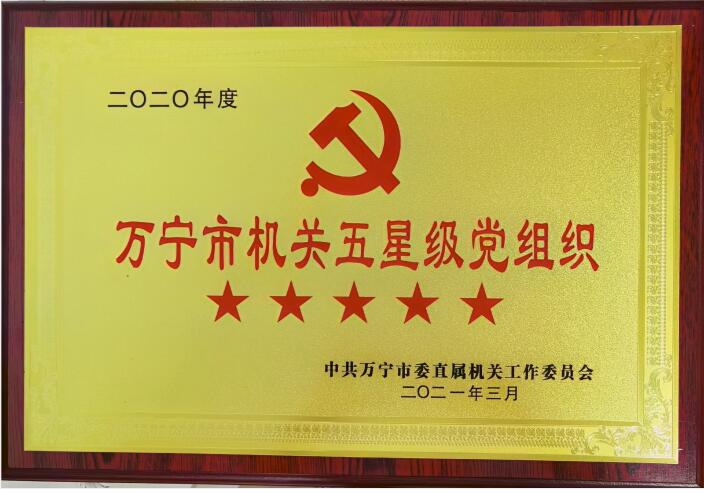 二〇二〇年度
万宁市机关五星级党组织
中共万宁市委直属机关工作委员会
二〇二一年三月